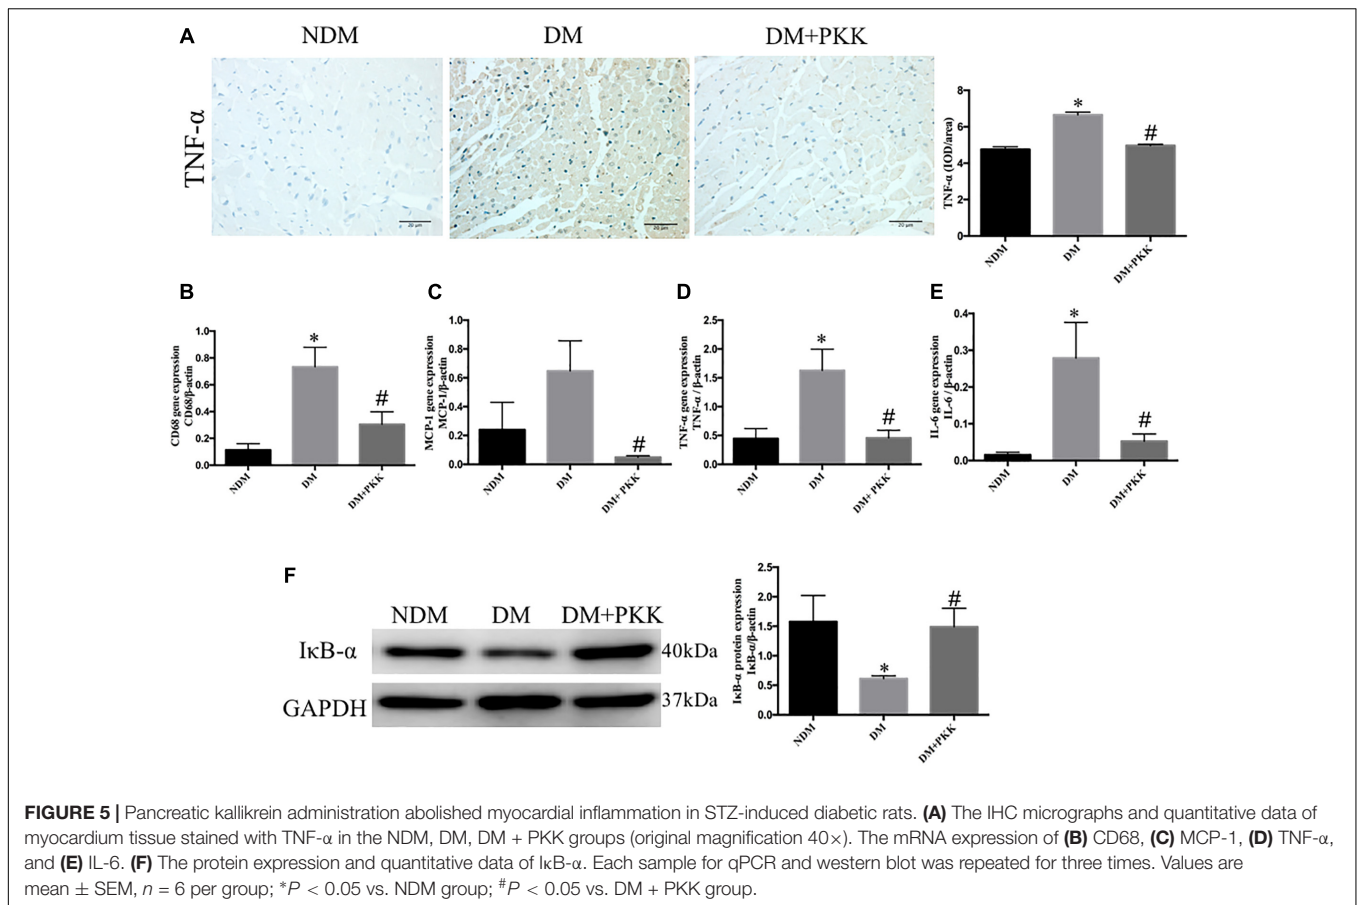 A
NDM
DM
DM+PKK
TNF-α
20 μm
20 μm
20 μm
TNF-α (IOD/area)
8
6
4
2
0
*
#
NDM
DM
DM+PKK
B
CD68 gene expression
CD68/β-actin
1.0
0.8
0.6
0.4
0.2
0.0
*
#
NDM
DM
DM+PKK
C
MCP-1 gene expression
MCP-1/β-actin
1.0
0.8
0.6
0.4
0.2
0.0
#
NDM
DM
DM+ PKK
D
TNF-α gene expression
TNF-α / β-actin
2.5
2.0
1.5
1.0
0.5
0.0
*
#
NDM
DM
DM+ PKK
E
IL-6 gene expression
IL-6 / β-actin
0.4
0.3
0.2
0.1
0.0
*
#
NDM
DM
DM+PKK
F
NDM
DM
DM+PKK
IκB-α
40kDa
GAPDH
37kDa
IκB-α protein expression
IκB-α/β-actin
2.5
2.0
1.5
1.0
0.5
0.0
*
#
NDM
DM
DM+PKK
FIGURE 5 | Pancreatic kallikrein administration abolished myocardial inflammation in STZ-induced diabetic rats. (A) The IHC micrographs and quantitative data of
myocardium tissue stained with TNF-α in the NDM, DM, DM + PKK groups (original magnification 40×). The mRNA expression of (B) CD68, (C) MCP-1, (D) TNF-α,
and (E) IL-6. (F) The protein expression and quantitative data of IκB-α. Each sample for qPCR and western blot was repeated for three times. Values are
mean ± SEM, n = 6 per group; *P < 0.05 vs. NDM group; #P < 0.05 vs. DM + PKK group.